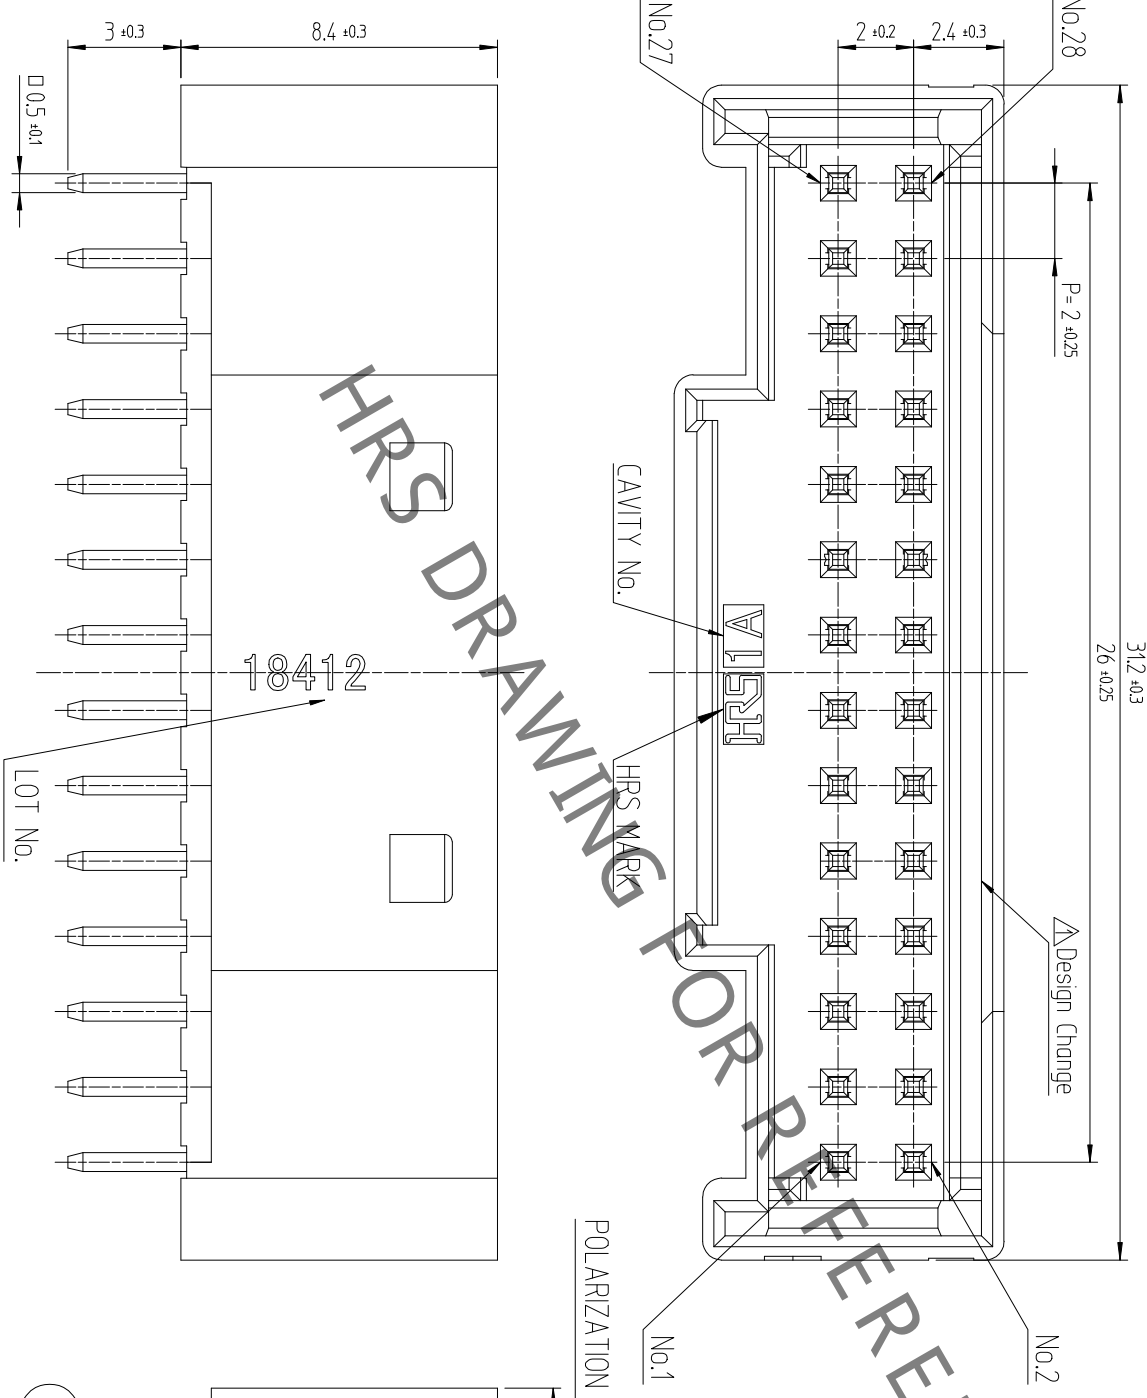 No.28
No.27
3 ±0.3
8.4 ±0.3
2 ±0.2
2.4 ±0.3
□ 0.5 ±0.1
P= 2 ±0.25
31.2 ±0.3
26 ±0.25
CAVITY No.
1 A
HRS
HRS MARK
18412
LOT No.
1 Design Change
No.1
No.2
POLARIZATION
HRS DRAWING FOR REFERE